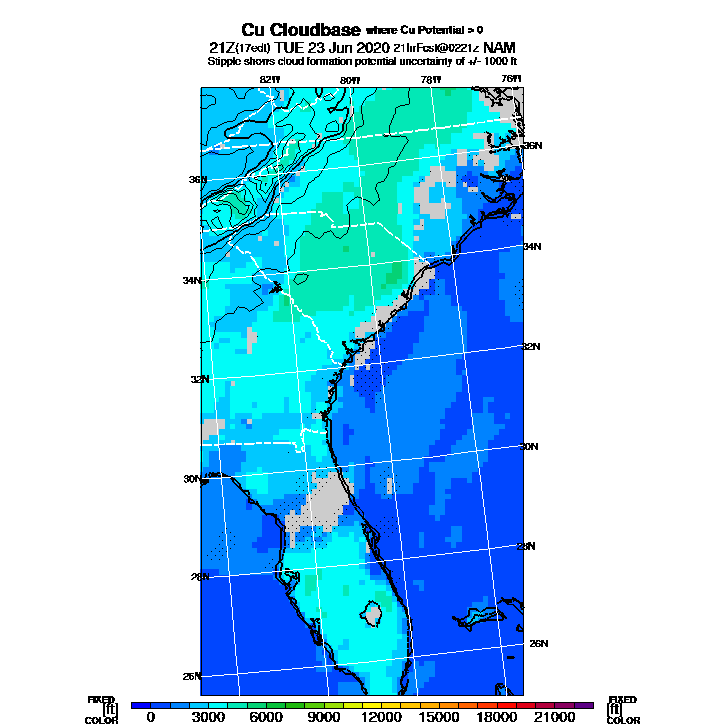 Cu Cloudbase where Cu Potential > 0
21Z(17edt) TUE 23 Jun 2020 21hrFcst@0221z NAM
Stipple shows cloud formation potential uncertainty of +/- 1000 ft
82W 80W 78W 76W
36N
36N
34N
34N
32N
32N
30N
30N
28N
28N
26N
26N
FIXED FIXED
[ft] [ft]
COLOR COLOR
0 3000 6000 9000 12000 15000 18000 21000